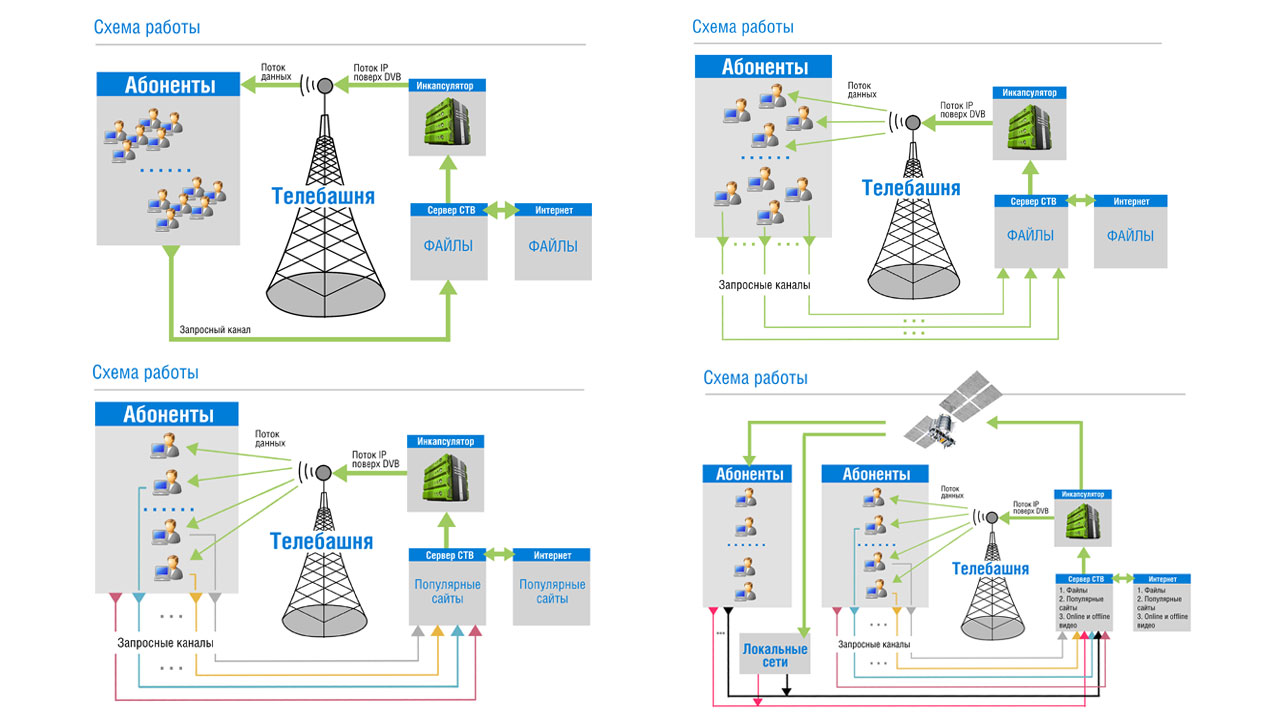 Схема работы
Абоненты
Поток
данных
Поток IP
поверх DVB
Инкапсулятор
Телебашня
Сервер СТВ
Интернет
ФАЙЛЫ
ФАЙЛЫ
Запросный канал
Схема работы
Абоненты
Поток
данных
Поток IP
поверх DVB
Инкапсулятор
Телебашня
Сервер СТВ
Интернет
ФАЙЛЫ
ФАЙЛЫ
Запросные каналы
Схема работы
Абоненты
Поток
данных
Поток IP
поверх DVB
Инкапсулятор
Телебашня
Сервер СТВ
Интернет
Популярные
сайты
Популярные
сайты
Запросные каналы
Схема работы
Абоненты
Абоненты
Поток
данных
Поток IP
поверх DVB
Инкапсулятор
Телебашня
Сервер СТВ
Интернет
1. Файлы
2. Популярные
сайты
3. Online и offline
видео
1. Файлы
2. Популярные
сайты
3. Online и offline
видео
Локальные
сети
Запросные каналы